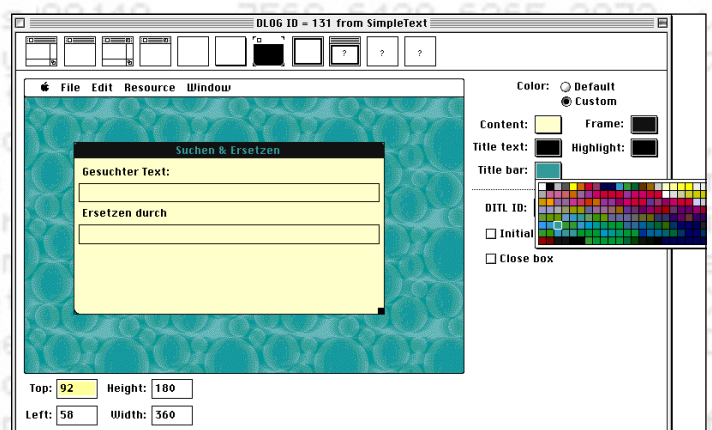 DLOG ID = 131 from SimpleText
? ? ?
File Edit Resource Window
Color: Default
Custom
Content: Frame:
Title text: Highlight:
Title bar:
DITL ID:
Initial
Close box
Suchen & Ersetzen
Gesuchter Text:
Ersetzen durch
Top: 92 Height: 180
Left: 58 Width: 360